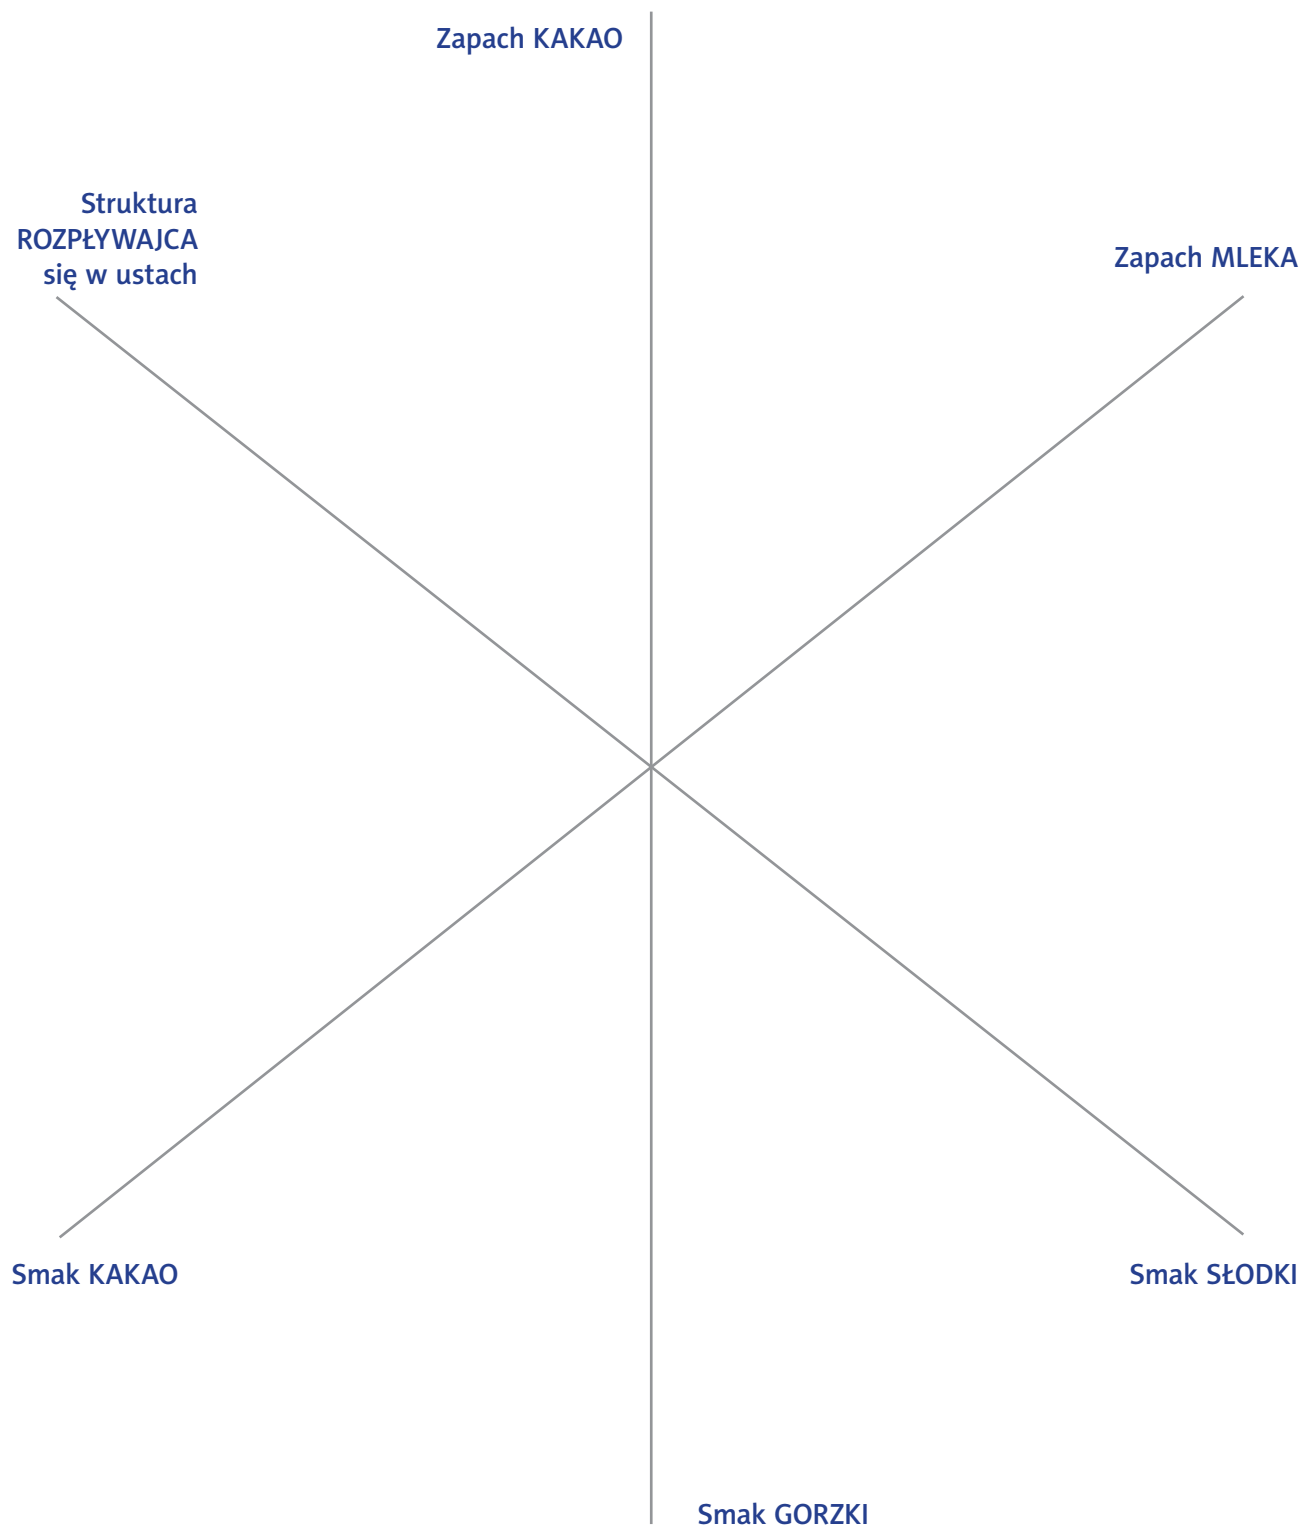 Zapach KAKAO
Struktura
ROZPŁYWAJCA
się w ustach
Zapach MLEKA
Smak KAKAO
Smak SŁODKI
Smak GORZKI